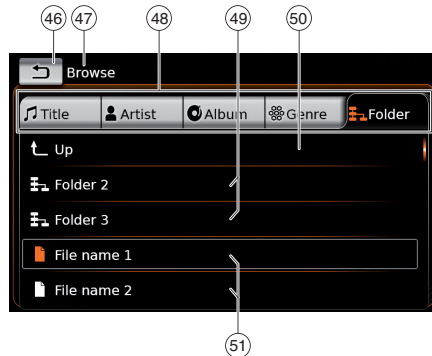 46 47 48 49 50
Browse
Title Artist Album Genre Folder
Up
Folder 2
Folder 3
File name 1
File name 2
51